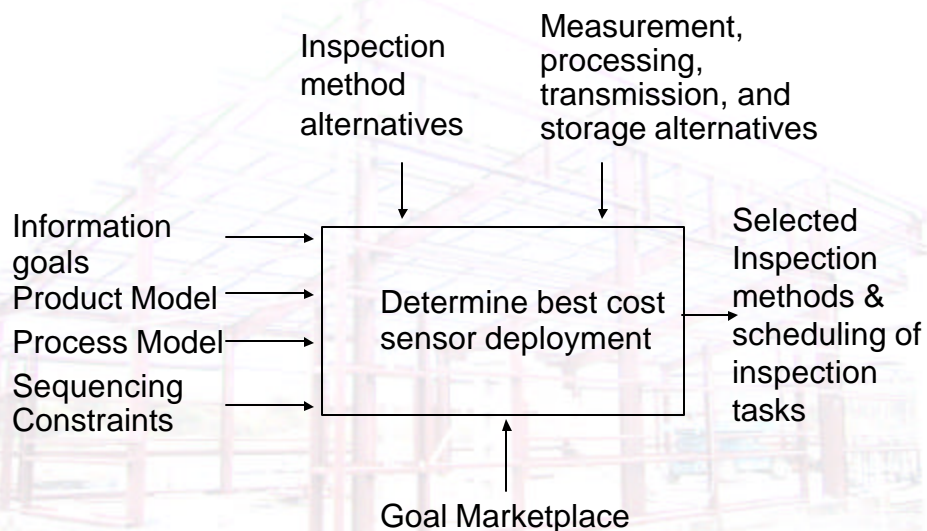 Inspection
method
alternatives
Measurement,
processing,
transmission, and
storage alternatives
Information
goals
Product Model
Process Model
Sequencing
Constraints
Determine best cost
sensor deployment
Selected
Inspection
methods &
scheduling of
inspection
tasks
Goal Marketplace